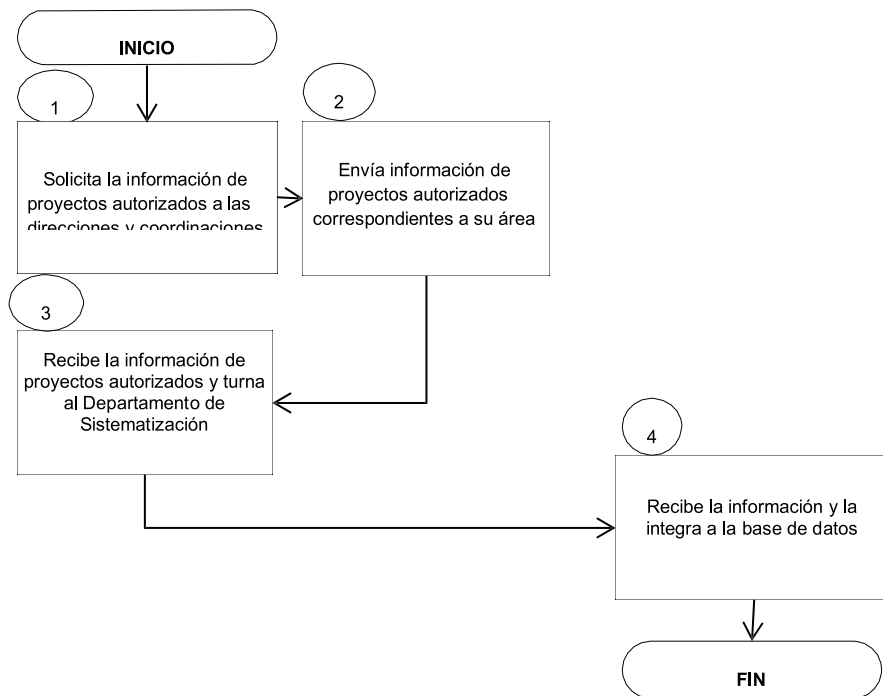 INICIO
1
Solicita la información de
proyectos autorizados a las
direcciones y coordinaciones
2
Envía información de
proyectos autorizados
correspondientes a su área
3
Recibe la información de
proyectos autorizados y turna
al Departamento de
Sistematización
4
Recibe la información y la
integra a la base de datos
FIN